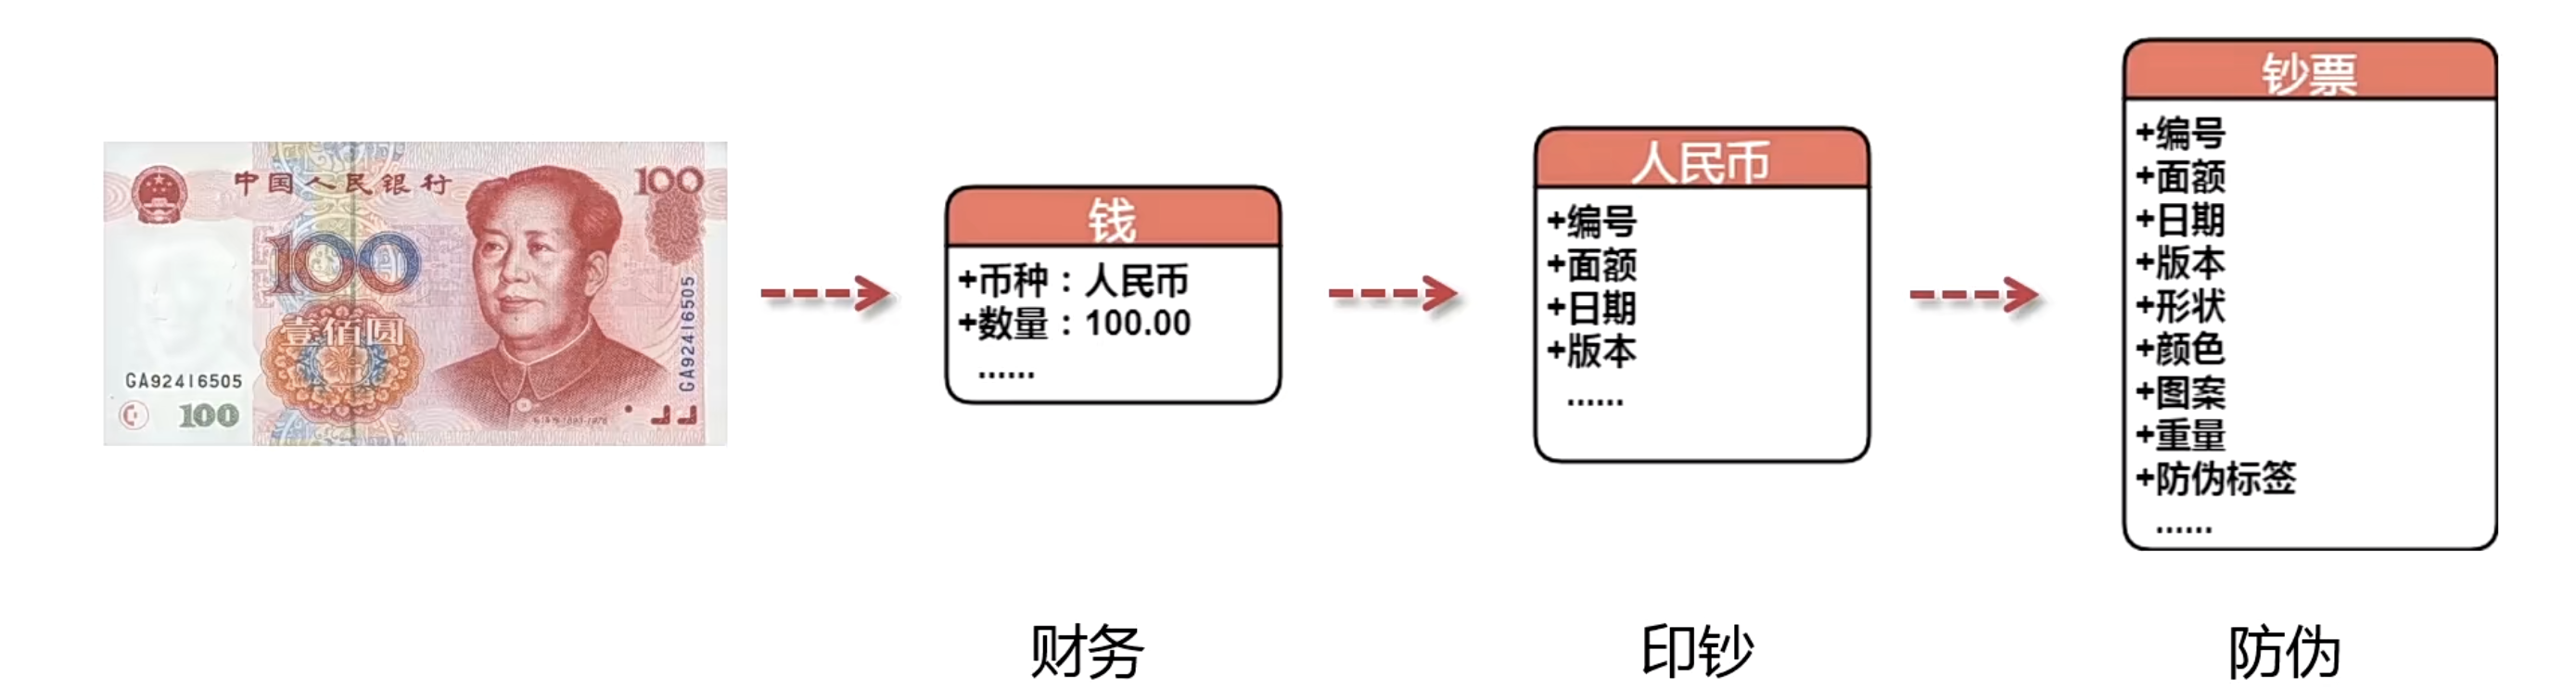 中国人民银行
100
100
壹佰圆
GA92416505
100
GA92416505
钱
+币种：人民币
+数量：100.00
......
财务
人民币
+编号
+面额
+日期
+版本
......
印钞
钞票
+编号
+面额
+日期
+版本
+形状
+颜色
+图案
+重量
+防伪标签
......
防伪